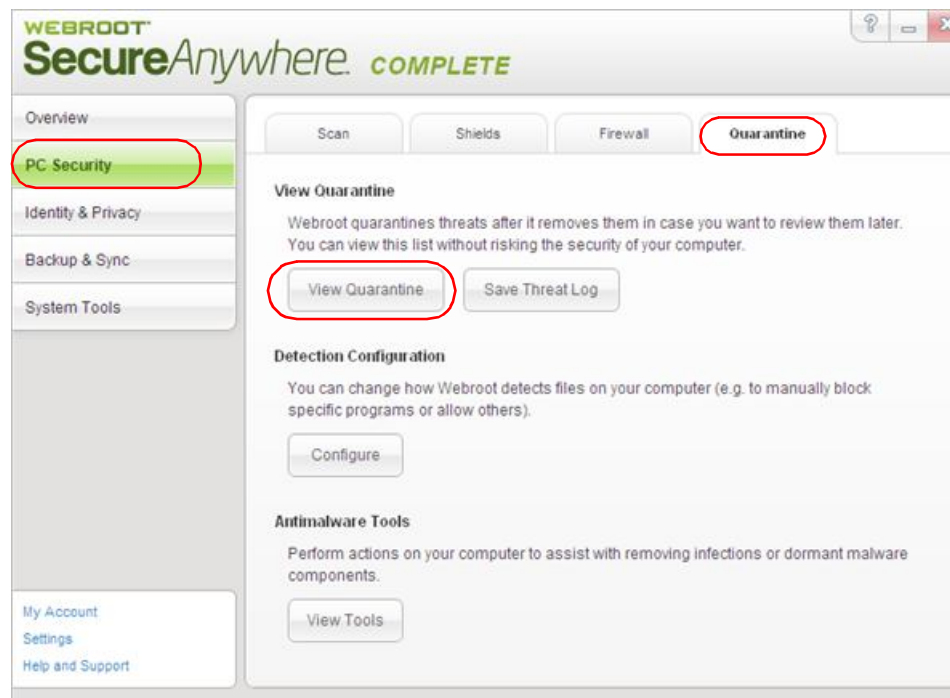 WEBROOT
SecureAnywhere. COMPLETE
?
Overview
PC Security
Identity & Privacy
Backup & Sync
System Tools
Scan
Shields
Firewall
Quarantine
View Quarantine
Webroot quarantines threats after it removes them in case you want to review them later.
You can view this list without risking the security of your computer.
View Quarantine
Save Threat Log
Detection Configuration
You can change how Webroot detects files on your computer (e.g. to manually block
specific programs or allow others).
Configure
Antimalware Tools
Perform actions on your computer to assist with removing infections or dormant malware
components.
View Tools
My Account
Settings
Help and Support